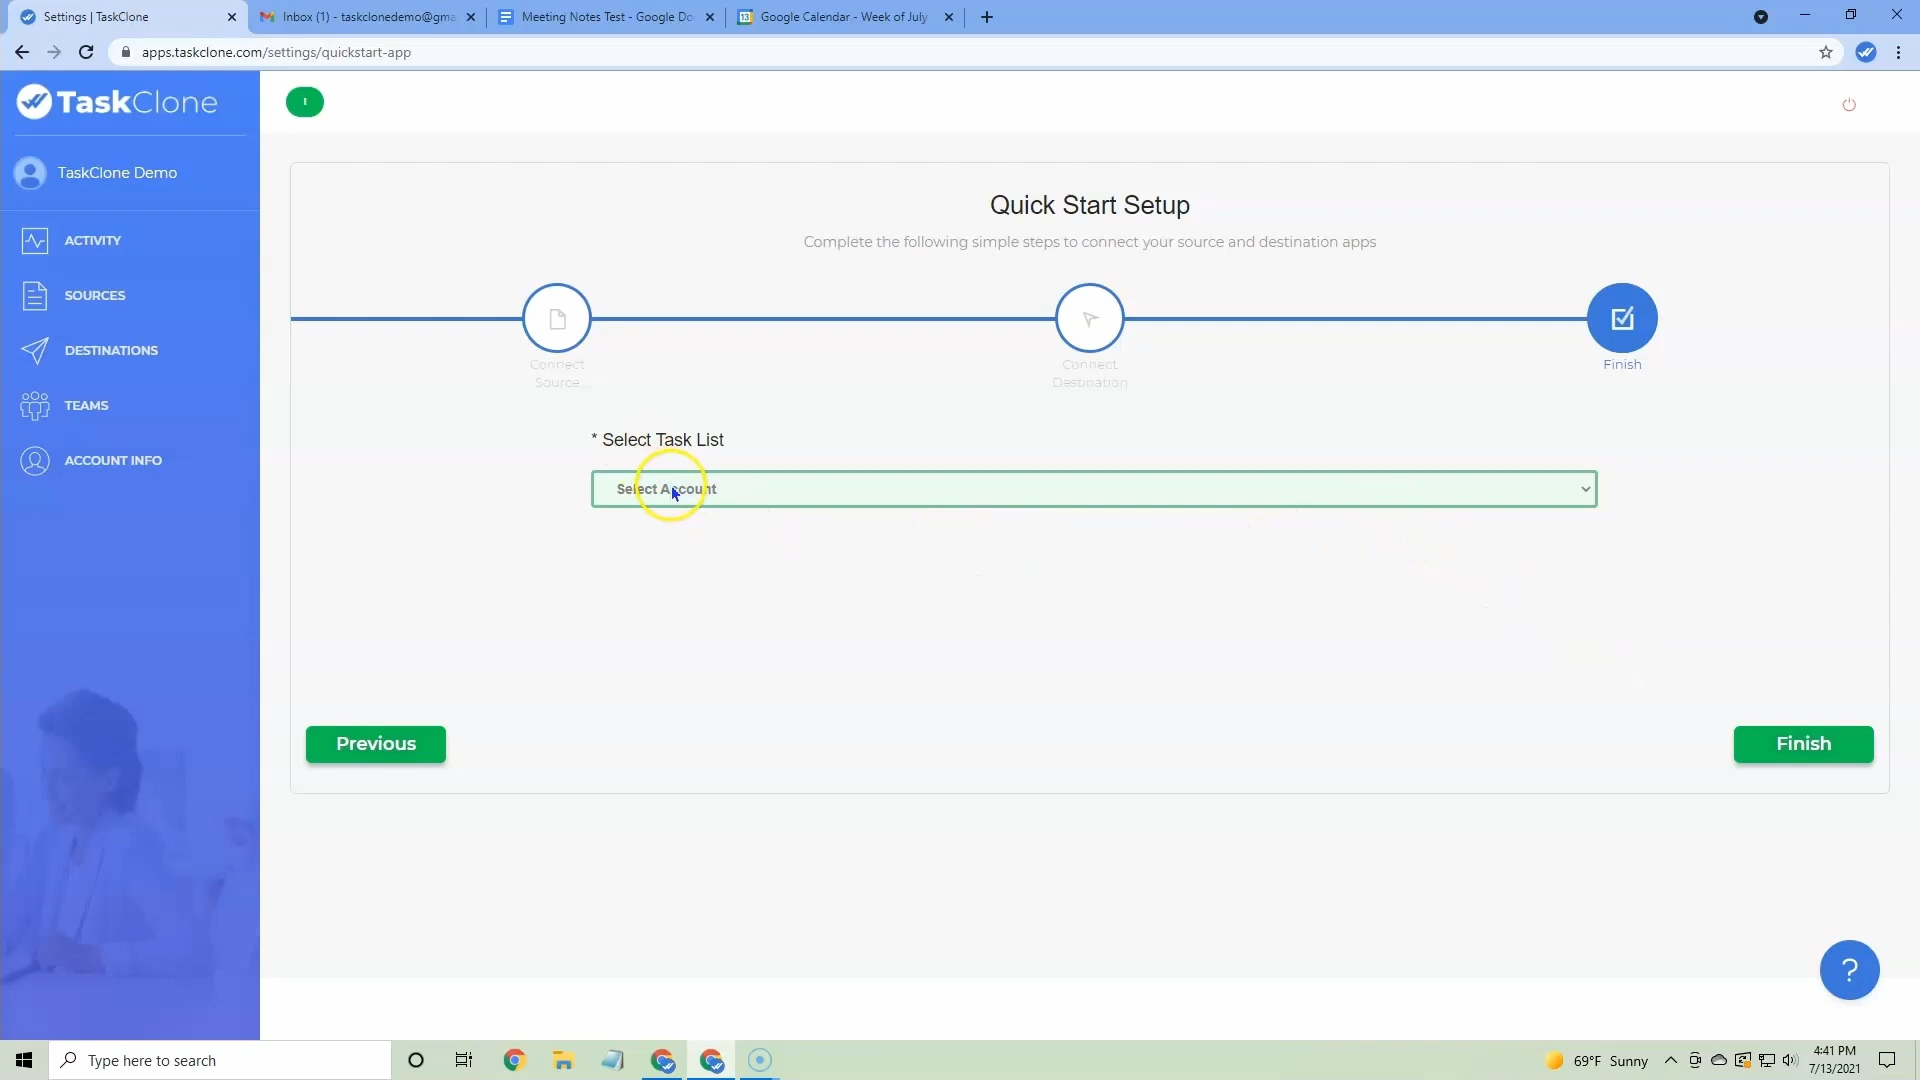 Settings | TaskClone
Inbox (1) - taskclonedemo@gma
Meeting Notes Test - Google Do
Google Calendar - Week of July
apps.taskclone.com/settings/quickstart-app
TaskClone
TaskClone Demo
ACTIVITY
SOURCES
DESTINATIONS
TEAMS
ACCOUNT INFO
Quick Start Setup
Complete the following simple steps to connect your source and destination apps
Connect
Source
Connect
Destination
Finish
* Select Task List
Select Account
Previous
Finish
?
Type here to search
69°F Sunny
4:41 PM
7/13/2021